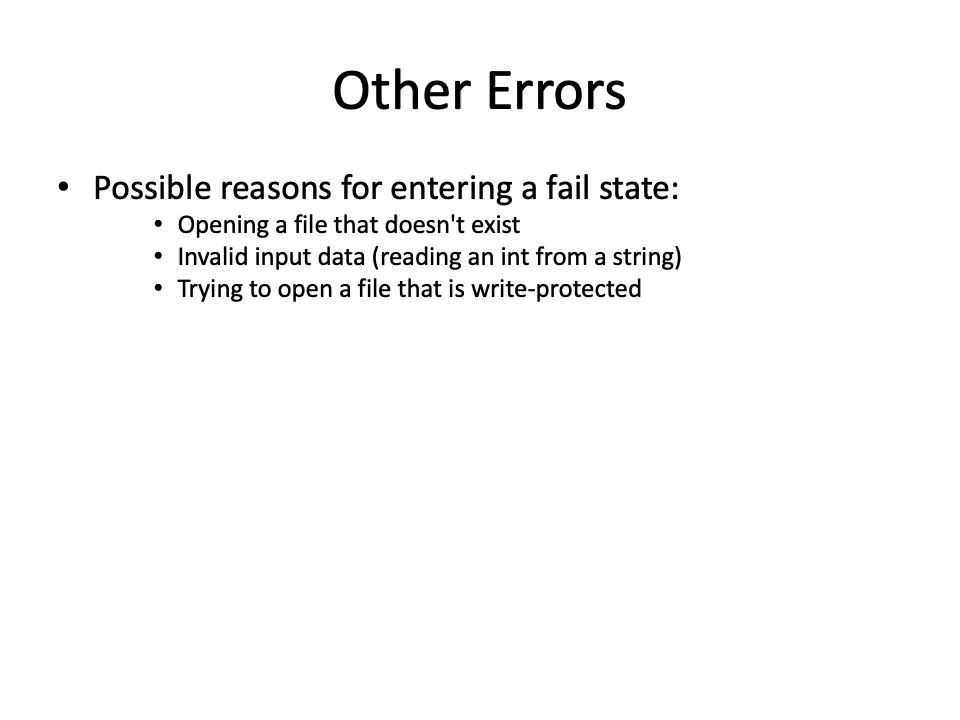 Other Errors
• Possible reasons for entering a fail state:
• Opening a file that doesn't exist
• Invalid input data (reading an int from a string)
• Trying to open a file that is write-protected